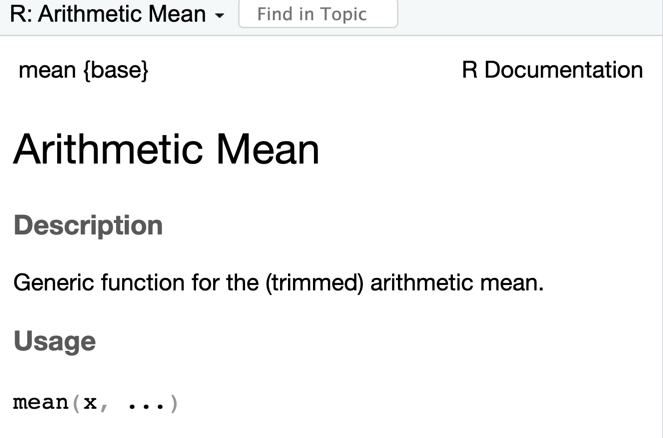 R: Arithmetic Mean Find in Topic
mean {base} R Documentation
Arithmetic Mean
Description
Generic function for the (trimmed) arithmetic mean.
Usage
mean(x, ...)